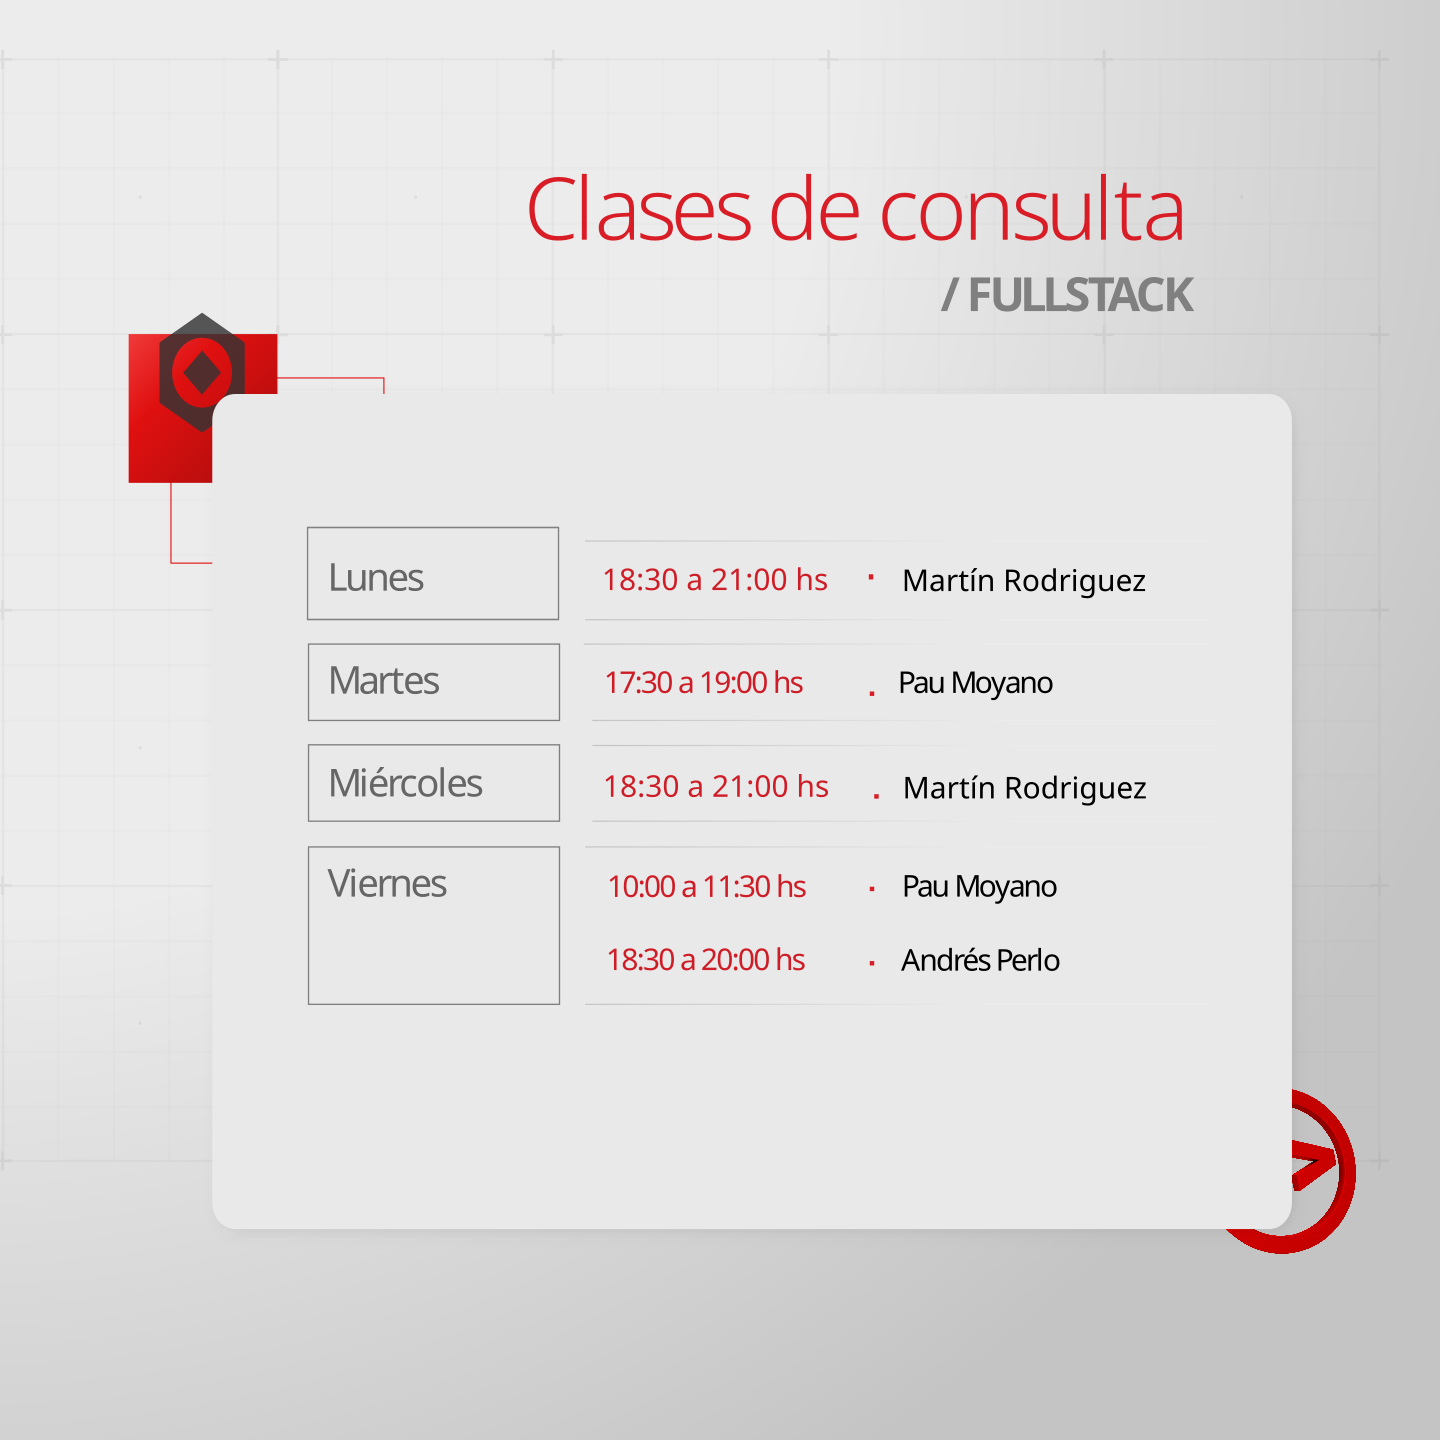 Clases de consulta
/ FULLSTACK
Lunes 18:30 a 21:00 hs · Martín Rodriguez
Martes 17:30 a 19:00 hs . Pau Moyano
Miércoles 18:30 a 21:00 hs . Martín Rodriguez
Viernes 10:00 a 11:30 hs · Pau Moyano
18:30 a 20:00 hs · Andrés Perlo